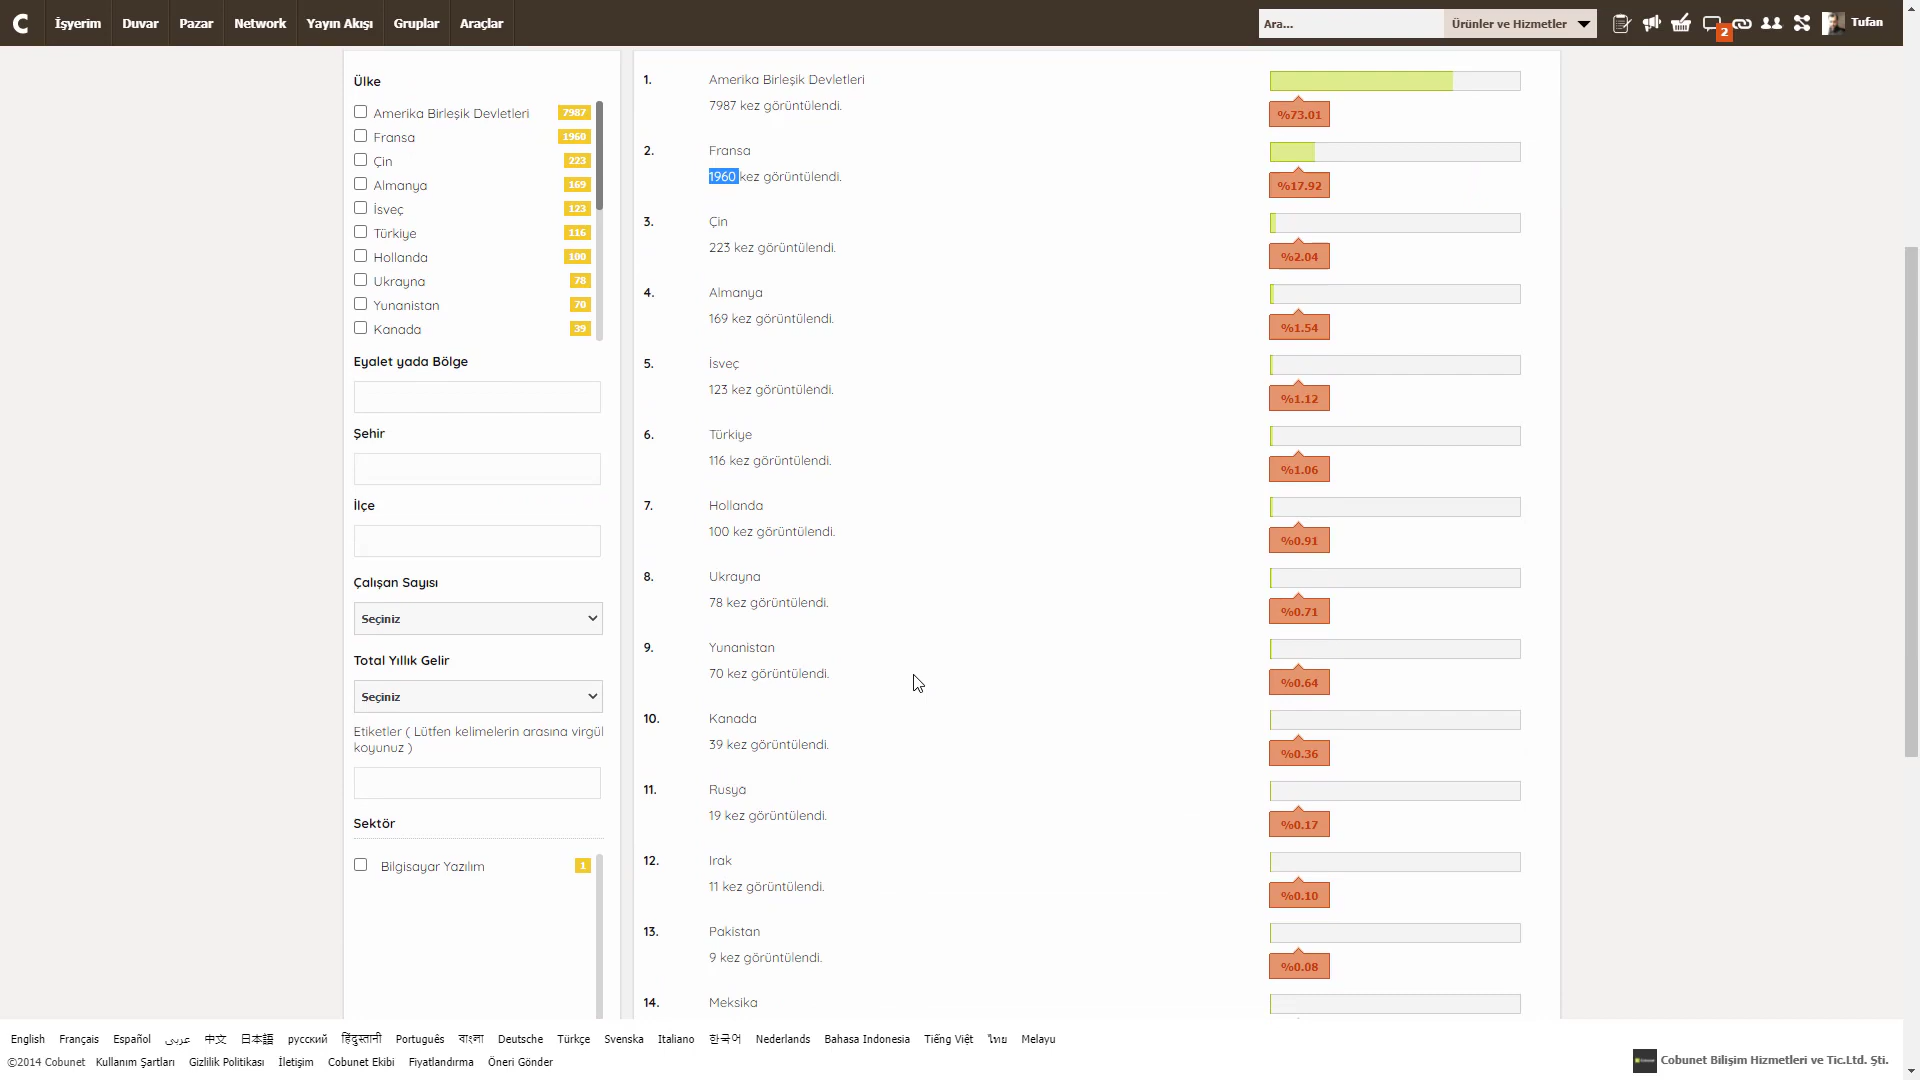 C İşyerim Duvar Pazar Network Yayın Akışı Gruplar Araçlar Ara... Ürünler ve Hizmetler 2 Tufan
Ülke
Amerika Birleşik Devletleri 7987
Fransa 1960
Çin 223
Almanya 169
İsveç 123
Türkiye 116
Hollanda 100
Ukrayna 78
Yunanistan 70
Kanada 39
Eyalet yada Bölge
Şehir
İlçe
Çalışan Sayısı
Seçiniz
Total Yıllık Gelir
Seçiniz
Etiketler ( Lütfen kelimelerin arasına virgül
koyunuz )
Sektör
Bilgisayar Yazılım 1
1. Amerika Birleşik Devletleri
7987 kez görüntülendi.
%73.01
2. Fransa
1960 kez görüntülendi.
%17.92
3. Çin
223 kez görüntülendi.
%2.04
4. Almanya
169 kez görüntülendi.
%1.54
5. İsveç
123 kez görüntülendi.
%1.12
6. Türkiye
116 kez görüntülendi.
%1.06
7. Hollanda
100 kez görüntülendi.
%0.91
8. Ukrayna
78 kez görüntülendi.
%0.71
9. Yunanistan
70 kez görüntülendi.
%0.64
10. Kanada
39 kez görüntülendi.
%0.36
11. Rusya
19 kez görüntülendi.
%0.17
12. Irak
11 kez görüntülendi.
%0.10
13. Pakistan
9 kez görüntülendi.
%0.08
14. Meksika
English Français Español عربى 中文 日本語 русский हिंदुस्तानी Português বাংলা Deutsche Türkçe Svenska Italiano 한국어 Nederlands Bahasa Indonesia Tiếng Việt ไทย Melayu
©2014 Cobunet Kullanım Şartları Gizlilik Politikası İletişim Cobunet Ekibi Fiyatlandırma Öneri Gönder
Cobunet Bilişim Hizmetleri ve Tic.Ltd. Şti.